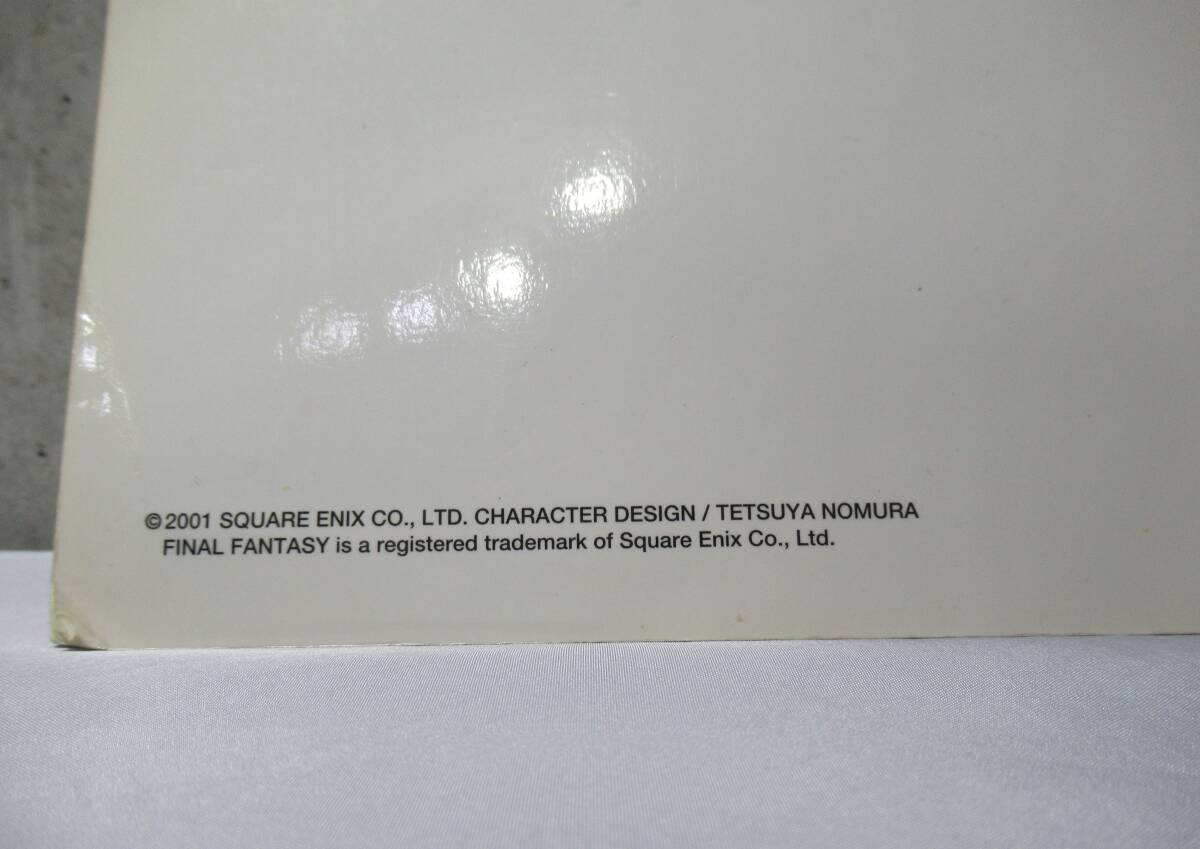 ©2001 SQUARE ENIX CO., LTD. CHARACTER DESIGN / TETSUYA NOMURA
FINAL FANTASY is a registered trademark of Square Enix Co., Ltd.